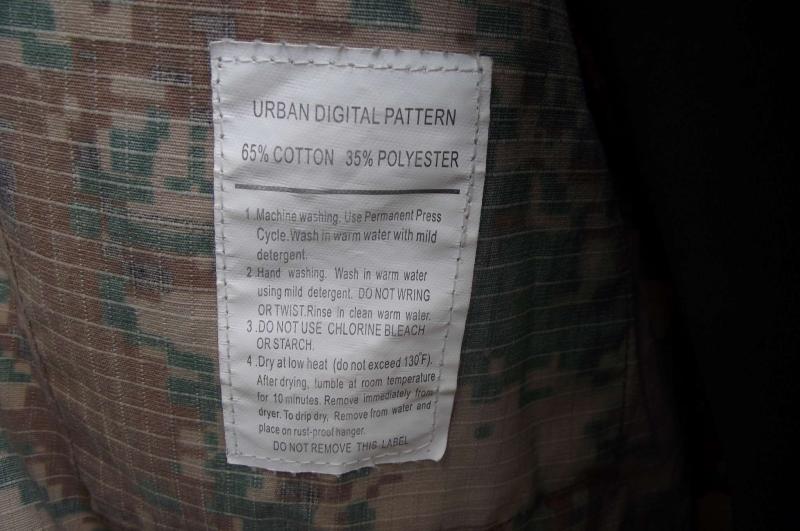 URBAN DIGITAL PATTERN
65% COTTON 35% POLYESTER
1.Machine washing. Use Permanent Press
Cycle.Wash in warm water with mild
detergent.
2.Hand washing. Wash in warm water
using mild detergent. DO NOT WRING
OR TWIST.Rinse in clean warm water.
3.DO NOT USE CHLORINE BLEACH
OR STARCH.
4.Dry at low heat (do not exceed 130°F).
After drying, tumble at room temperature
for 10 minutes. Remove immediately from
dryer. To drip dry, Remove from water and
place on rust-proof hanger.
DO NOT REMOVE THIS LABEL